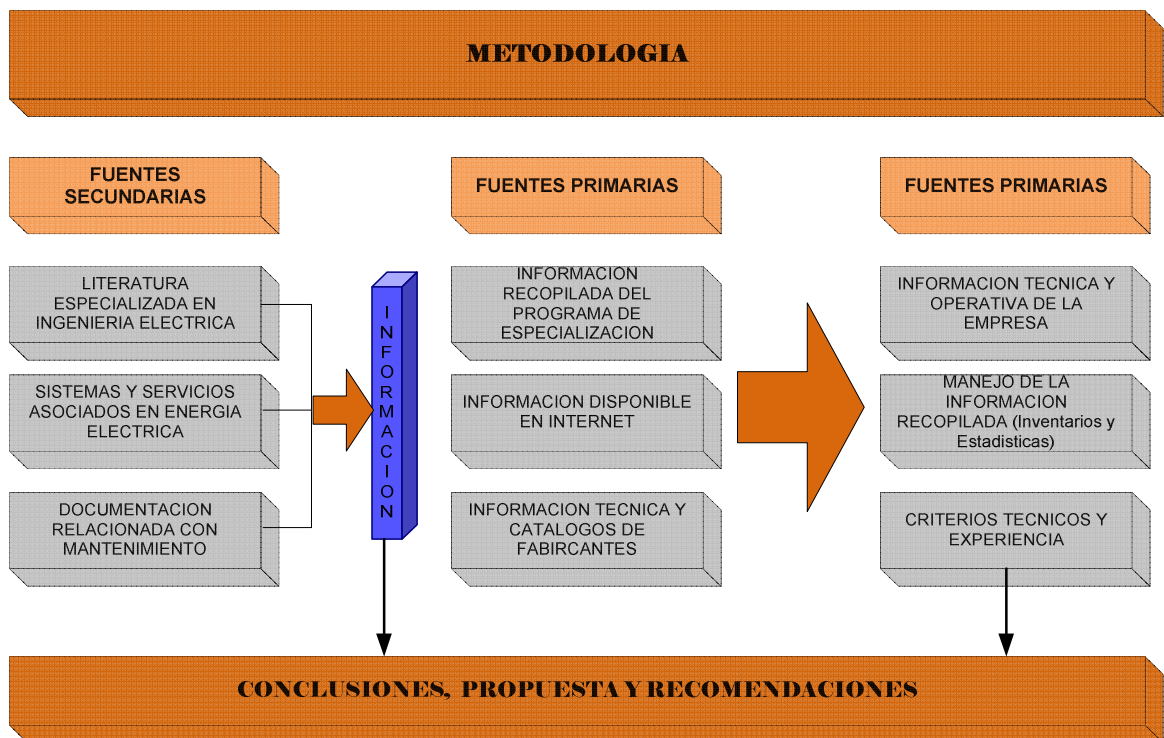 METODOLOGIA
FUENTES
SECUNDARIAS
FUENTES PRIMARIAS
FUENTES PRIMARIAS
LITERATURA
ESPECIALIZADA EN
INGENIERIA ELECTRICA
SISTEMAS Y SERVICIOS
ASOCIADOS EN ENERGIA
ELECTRICA
DOCUMENTACION
RELACIONADA CON
MANTENIMIENTO
INFORMACION
INFORMACION
RECOPILADA DEL
PROGRAMA DE
ESPECIALIZACION
INFORMACION DISPONIBLE
EN INTERNET
INFORMACION TECNICA Y
CATALOGOS DE
FABIRCANTES
INFORMACION TECNICA Y
OPERATIVA DE LA
EMPRESA
MANEJO DE LA
INFORMACION
RECOPILADA (Inventarios y
Estadisticas)
CRITERIOS TECNICOS Y
EXPERIENCIA
CONCLUSIONES, PROPUESTA Y RECOMENDACIONES